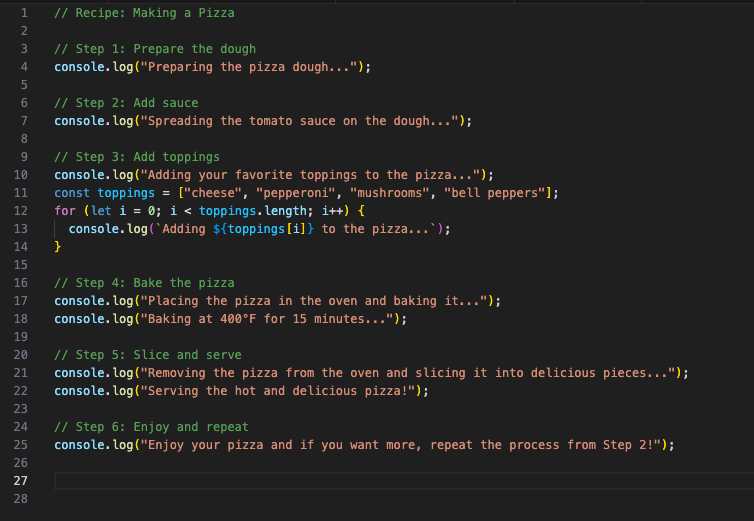 1 // Recipe: Making a Pizza
2
3 // Step 1: Prepare the dough
4 console.log("Preparing the pizza dough...");
5
6 // Step 2: Add sauce
7 console.log("Spreading the tomato sauce on the dough...");
8
9 // Step 3: Add toppings
10 console.log("Adding your favorite toppings to the pizza...");
11 const toppings = ["cheese", "pepperoni", "mushrooms", "bell peppers"];
12 for (let i = 0; i < toppings.length; i++) {
13   console.log(`Adding ${toppings[i]} to the pizza...`);
14 }
15
16 // Step 4: Bake the pizza
17 console.log("Placing the pizza in the oven and baking it...");
18 console.log("Baking at 400°F for 15 minutes...");
19
20 // Step 5: Slice and serve
21 console.log("Removing the pizza from the oven and slicing it into delicious pieces...");
22 console.log("Serving the hot and delicious pizza!");
23
24 // Step 6: Enjoy and repeat
25 console.log("Enjoy your pizza and if you want more, repeat the process from Step 2!");
26
27
28